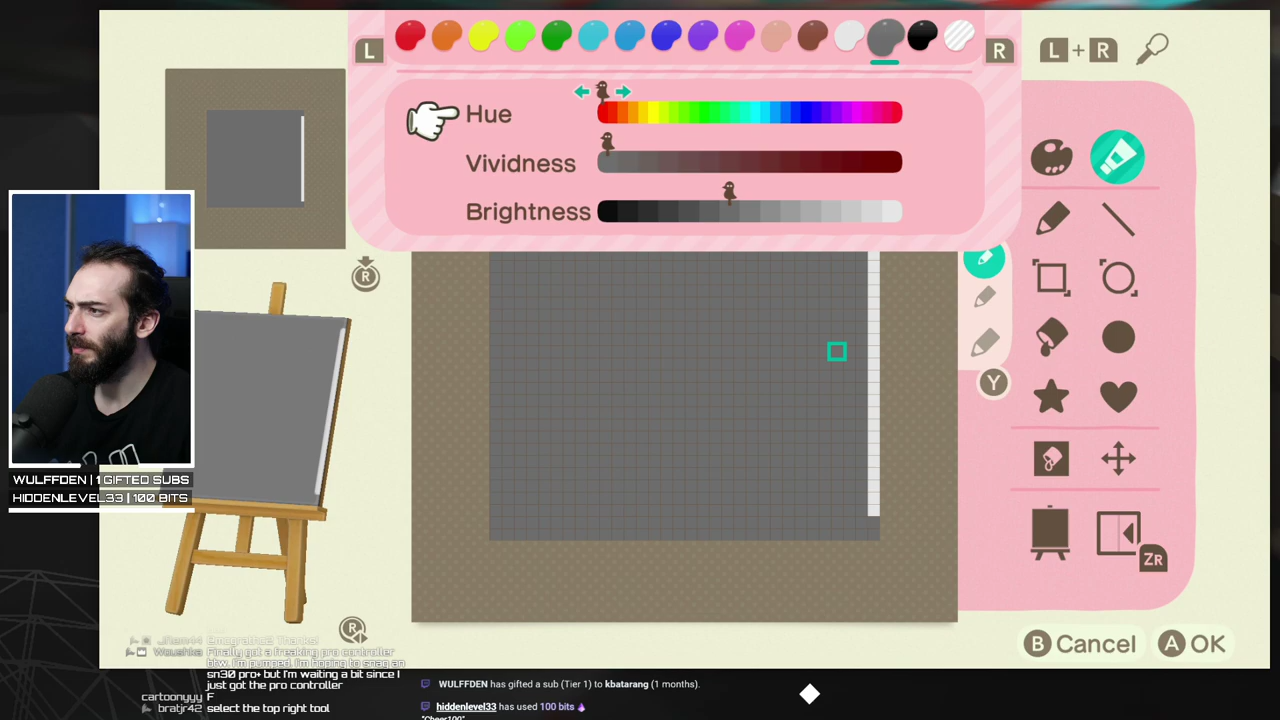 L
R
L + R
Hue
Vividness
Brightness
R
Y
ZR
R
B Cancel
A OK
WULFFDEN | 1 GIFTED SUBS
HIDDENLEVEL33 | 100 BITS
Thanks!
Woushka Finally got a freaking pro controller
btw. I'm pumped. I'm hoping to snag an
sn30 pro+ but I'm waiting a bit since I
just got the pro controller
cartoonyyy F
bratjr42 select the top right tool
WULFFDEN has gifted a sub (Tier 1) to kbatarang (1 months).
hiddenlevel33 has used 100 bits
"Cheer100"